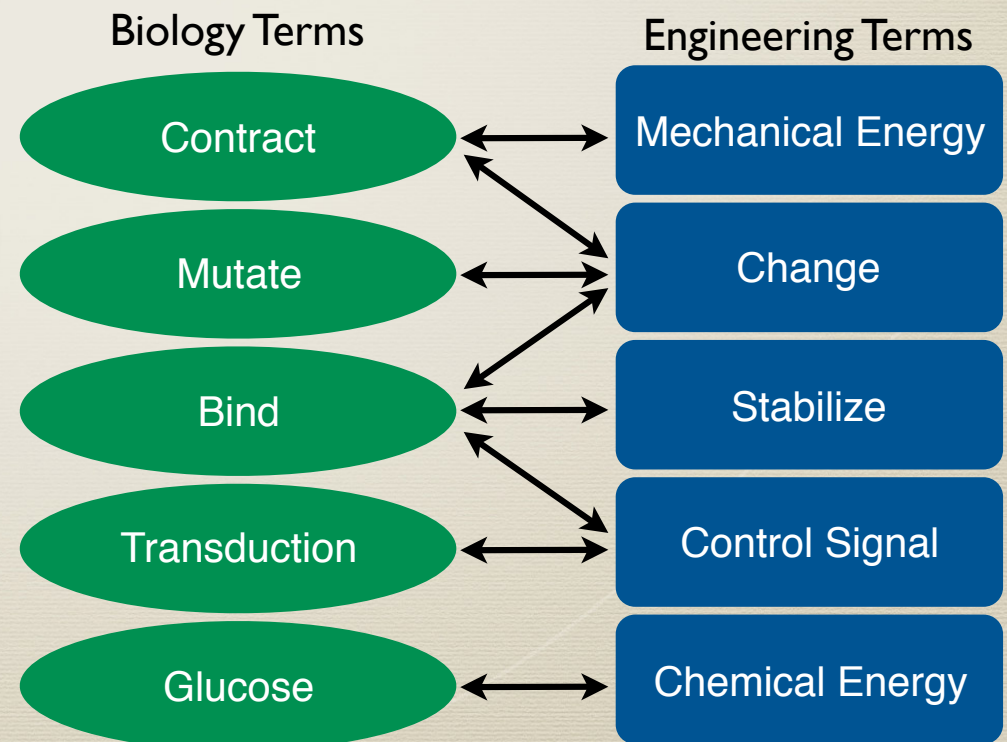 Biology Terms
Engineering Terms
Contract
Mechanical Energy
Mutate
Change
Bind
Stabilize
Transduction
Control Signal
Glucose
Chemical Energy